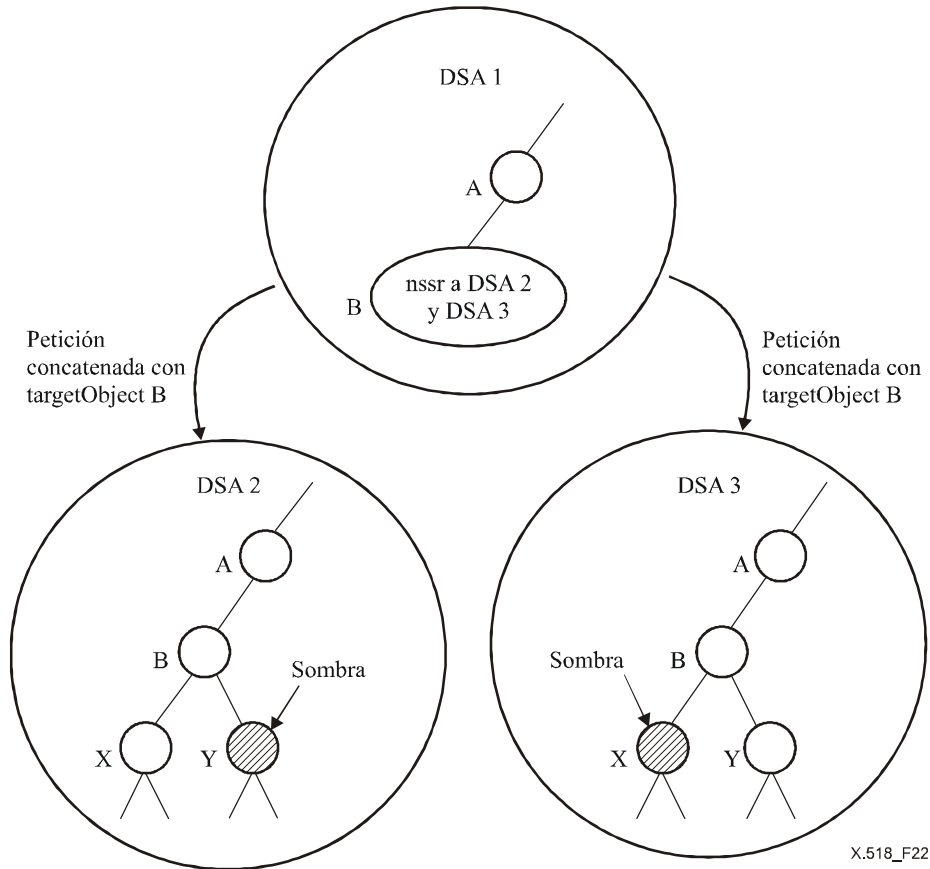 DSA 1
A
nssr a DSA 2
y DSA 3
B
Petición
concatenada con
targetObject B
Petición
concatenada con
targetObject B
DSA 2
A
B
Sombra
X
Y
DSA 3
A
Sombra
B
X
Y
X.518_F22